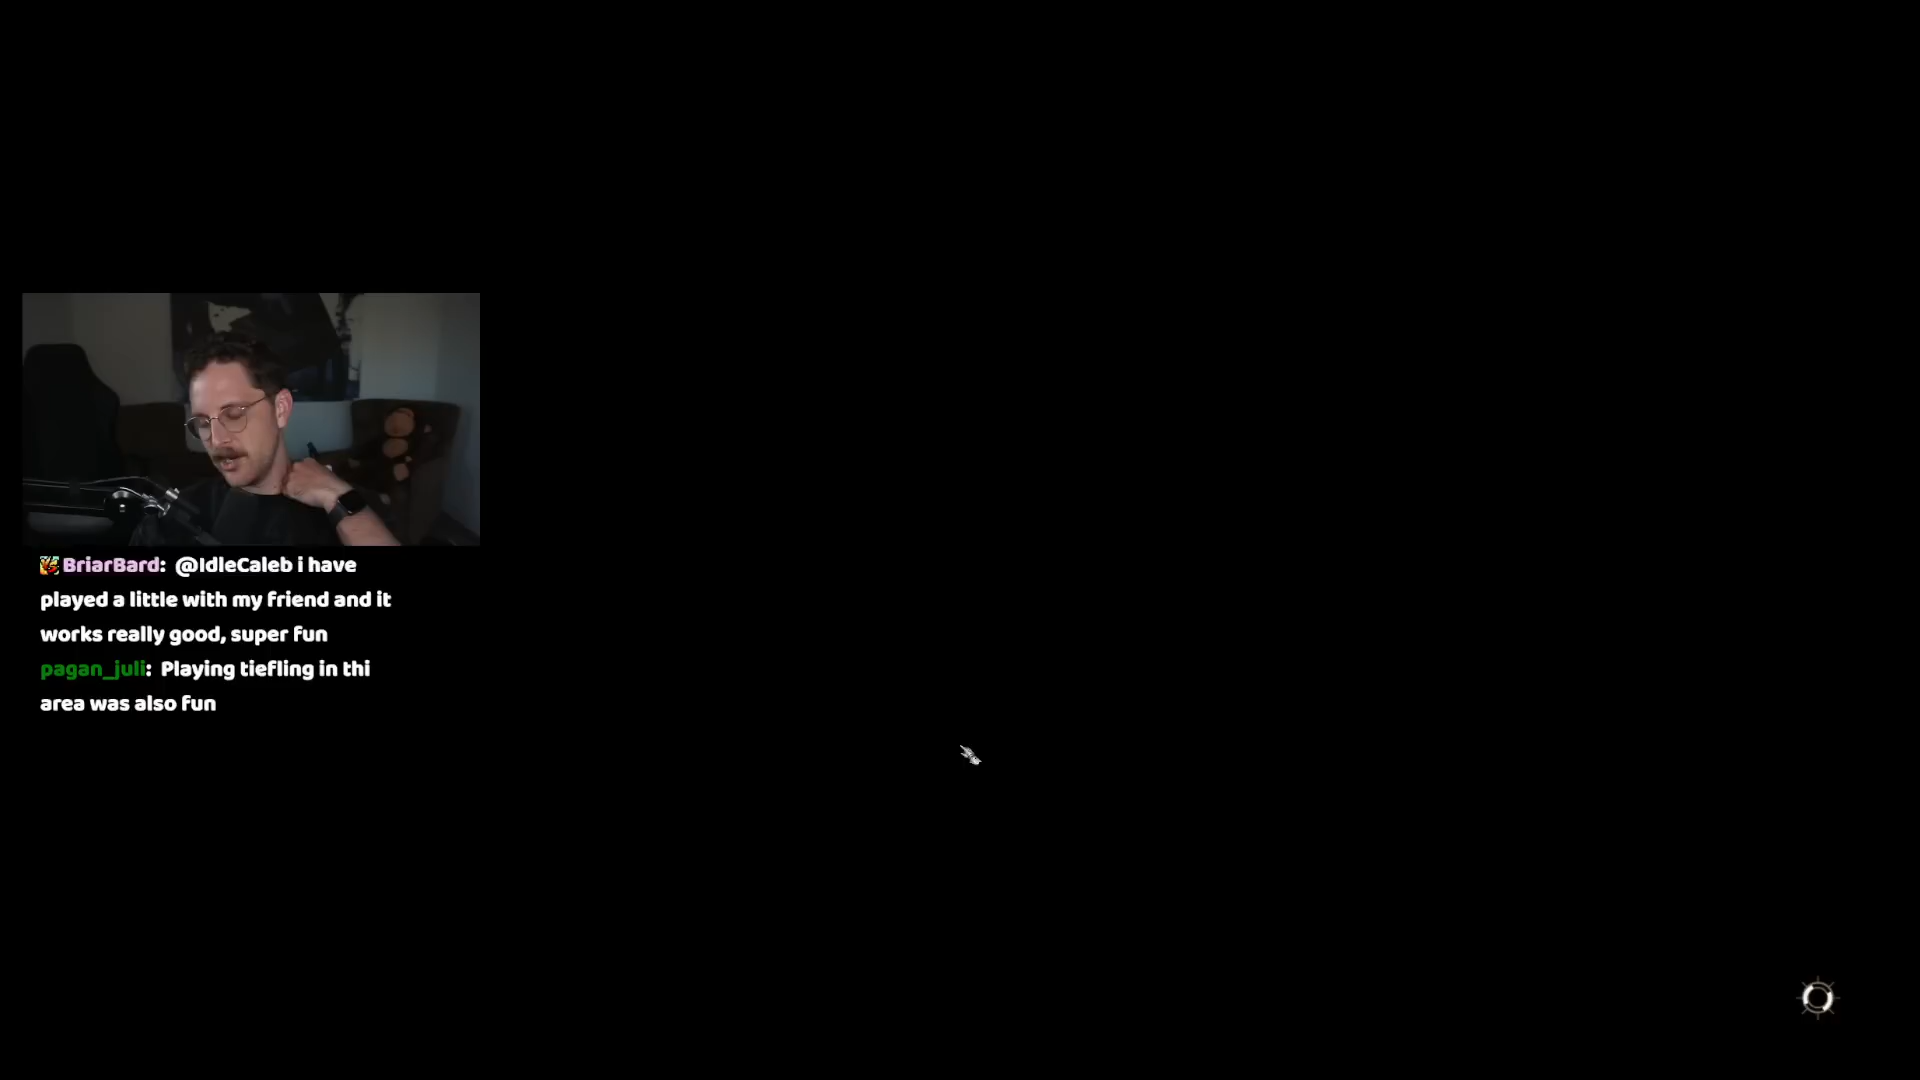 BriarBard: @IdleCaleb i have
played a little with my friend and it
works really good, super fun
pagan_juli: Playing tiefling in thi
area was also fun